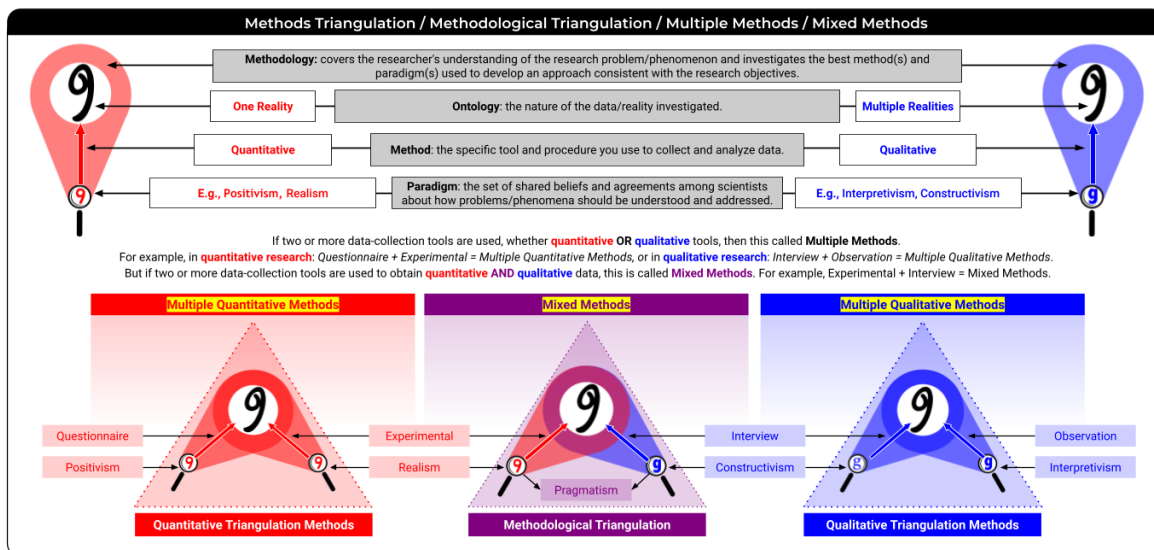 Methods Triangulation / Methodological Triangulation / Multiple Methods / Mixed Methods
Methodology: covers the researcher's understanding of the research problem/phenomenon and investigates the best method(s) and
paradigm(s) used to develop an approach consistent with the research objectives.
9
9
One Reality
Ontology: the nature of the data/reality investigated.
Multiple Realities
Quantitative
Method: the specific tool and procedure you use to collect and analyze data.
Qualitative
9
E.g., Positivism, Realism
Paradigm: the set of shared beliefs and agreements among scientists
about how problems/phenomena should be understood and addressed.
E.g., Interpretivism, Constructivism
g
If two or more data-collection tools are used, whether quantitative OR qualitative tools, then this called Multiple Methods.
For example, in quantitative research: Questionnaire + Experimental = Multiple Quantitative Methods, or in qualitative research: Interview + Observation = Multiple Qualitative Methods.
But if two or more data-collection tools are used to obtain quantitative AND qualitative data, this is called Mixed Methods. For example, Experimental + Interview = Mixed Methods.
Multiple Quantitative Methods
Mixed Methods
Multiple Qualitative Methods
9
9
9
Questionnaire
Experimental
Interview
Observation
Positivism
9
9
Realism
9
g
Constructivism
g
g
Interpretivism
Pragmatism
Quantitative Triangulation Methods
Methodological Triangulation
Qualitative Triangulation Methods